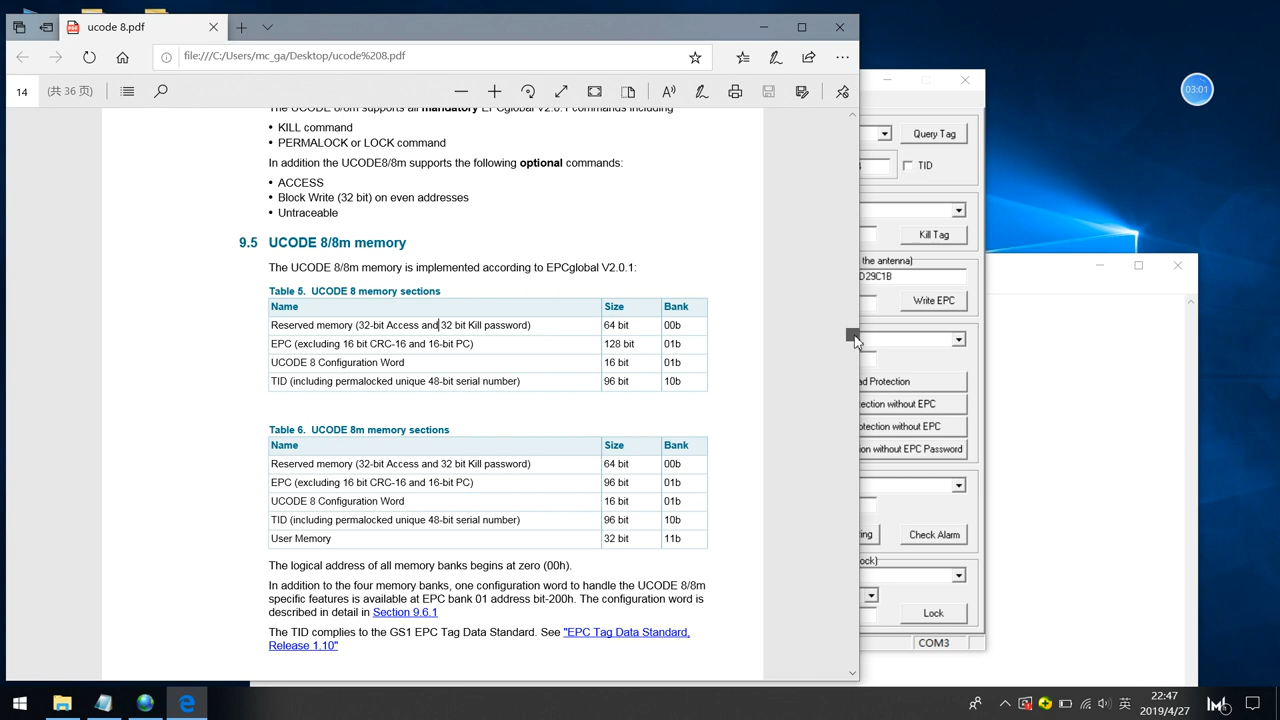 ucode 8.pdf
file:///C:/Users/mc_ga/Desktop/ucode%208.pdf
14 (共 36 页)
• KILL command
• PERMALOCK or LOCK command
In addition the UCODE8/8m supports the following optional commands:
• ACCESS
• Block Write (32 bit) on even addresses
• Untraceable
9.5 UCODE 8/8m memory
The UCODE 8/8m memory is implemented according to EPCglobal V2.0.1:
Table 5. UCODE 8 memory sections
Name Size Bank
Reserved memory (32-bit Access and 32 bit Kill password) 64 bit 00b
EPC (excluding 16 bit CRC-16 and 16-bit PC) 128 bit 01b
UCODE 8 Configuration Word 16 bit 01b
TID (including permalocked unique 48-bit serial number) 96 bit 10b
Table 6. UCODE 8m memory sections
Name Size Bank
Reserved memory (32-bit Access and 32 bit Kill password) 64 bit 00b
EPC (excluding 16 bit CRC-16 and 16-bit PC) 96 bit 01b
UCODE 8 Configuration Word 16 bit 01b
TID (including permalocked unique 48-bit serial number) 96 bit 10b
User Memory 32 bit 11b
The logical address of all memory banks begins at zero (00h).
In addition to the four memory banks, one configuration word to handle the UCODE 8/8m
specific features is available at EPC bank 01 address bit-200h. The configuration word is
described in detail in Section 9.6.1
The TID complies to the GS1 EPC Tag Data Standard. See "EPC Tag Data Standard,
Release 1.10"
03:01
Query Tag
TID
Kill Tag
the antenna)
D29C1B
Write EPC
ad Protection
ection without EPC
otection without EPC
on without EPC Password
ing Check Alarm
ock)
Lock
COM3
英
22:47
2019/4/27